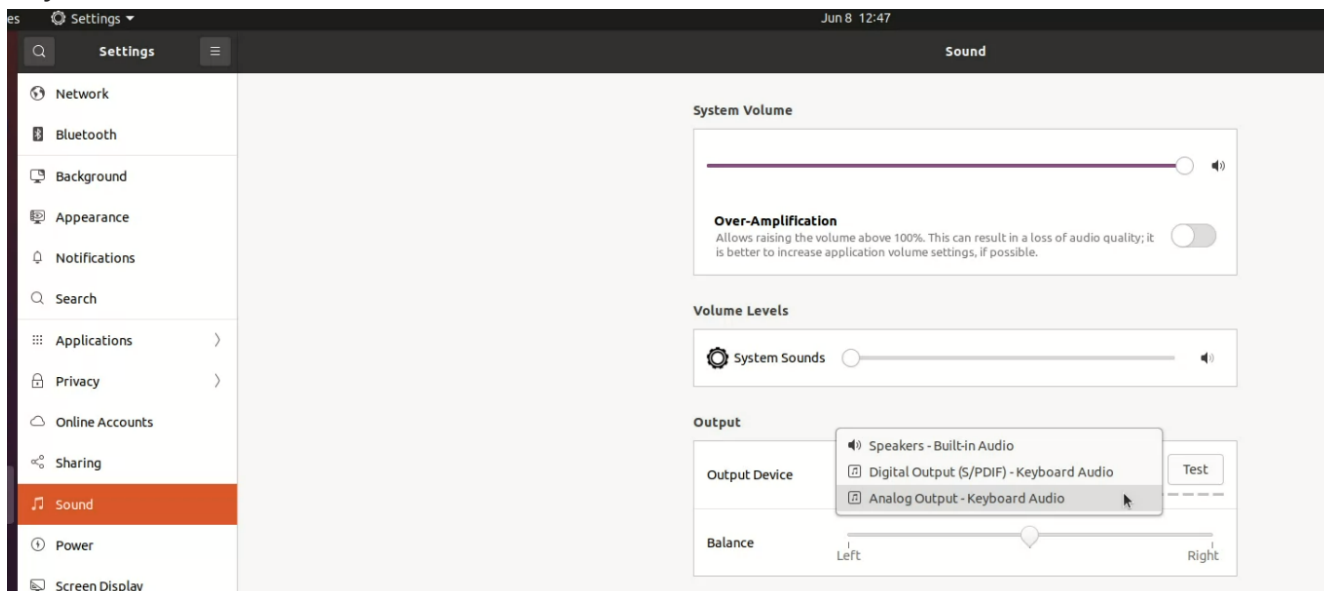 es Settings Jun 8 12:47
Settings Sound
Network
Bluetooth
Background
Appearance
Notifications
Search
Applications
Privacy
Online Accounts
Sharing
Sound
Power
Screen Display
System Volume
Over-Amplification
Allows raising the volume above 100%. This can result in a loss of audio quality; it
is better to increase application volume settings, if possible.
Volume Levels
System Sounds
Output
Output Device
Speakers - Built-in Audio
Digital Output (S/PDIF) - Keyboard Audio
Analog Output - Keyboard Audio
Test
Balance
Left Right